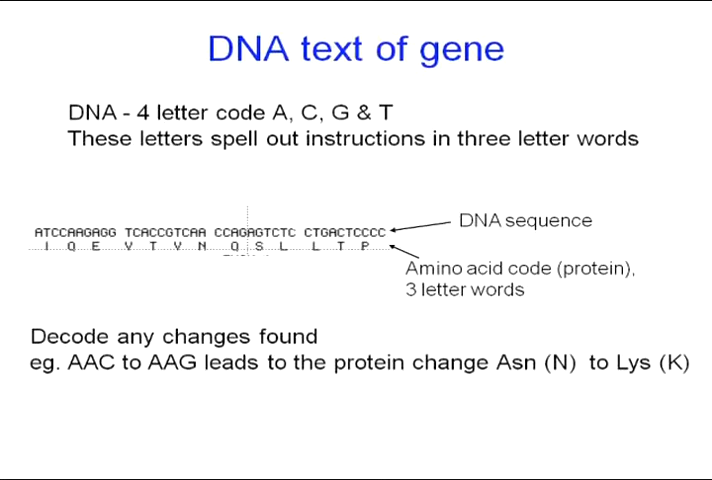 DNA text of gene
DNA - 4 letter code A, C, G & T
These letters spell out instructions in three letter words
ATCCAAGAGG TCACCGTCAA CCAGAGTCTC CTGACTCCCC
I Q E V T V N Q S L L T P
DNA sequence
Amino acid code (protein),
3 letter words
Decode any changes found
eg. AAC to AAG leads to the protein change Asn (N) to Lys (K)